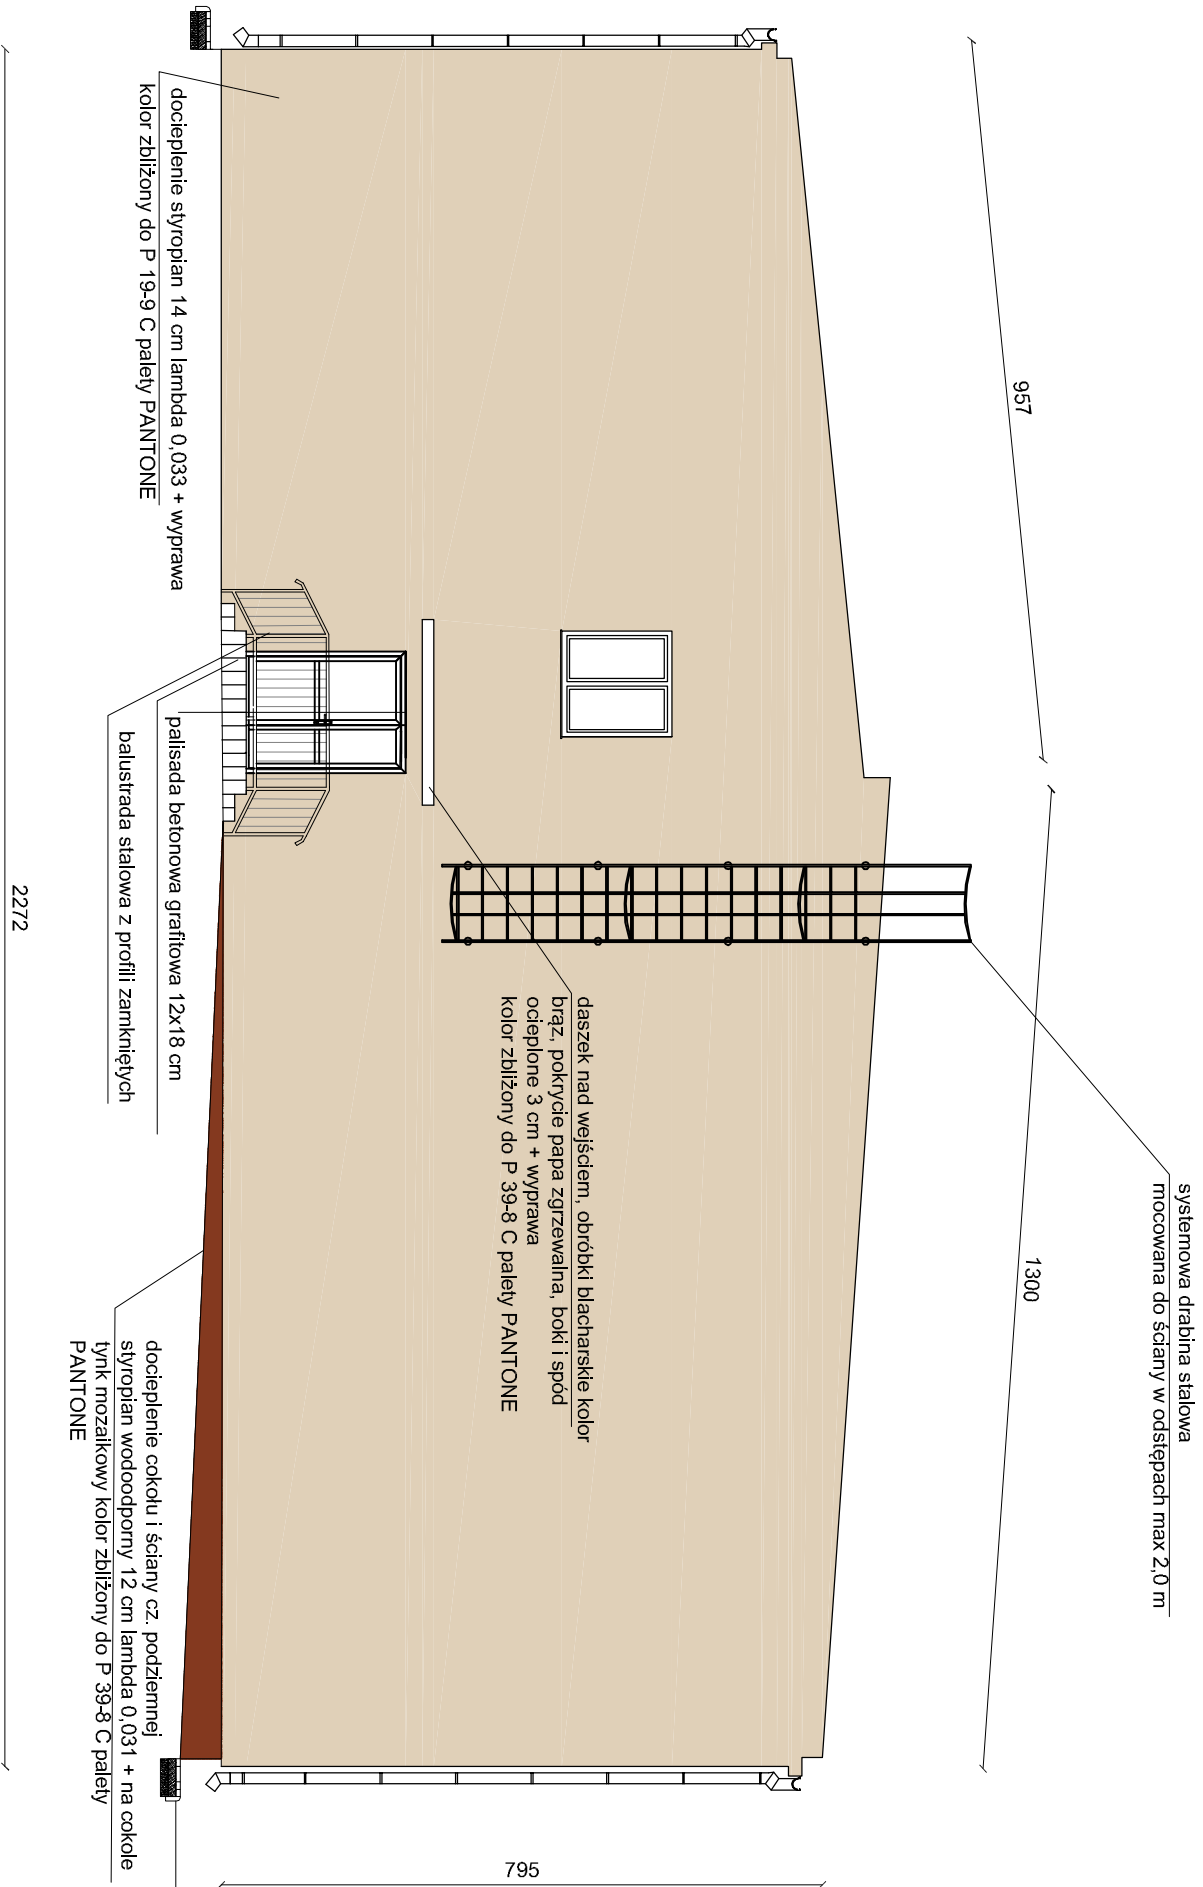 systemowa drabina stalowa
mocowana do ściany w odstępach max 2,0 m
957
1300
daszek nad wejściem, obróbki blacharskie kolor
brąz, pokrycie papa zgrzewalna, boki i spód
ocieplone 3 cm + wyprawa
kolor zbliżony do P 39-8 C palety PANTONE
795
docieplenie styropian 14 cm lambda 0,033 + wyprawa
kolor zbliżony do P 19-9 C palety PANTONE
palisada betonowa grafitowa 12x18 cm
balustrada stalowa z profili zamkniętych
docieplenie cokołu i ściany cz. podziemnej
styropian wodoodporny 12 cm lambda 0,031 + na cokole
tynk mozaikowy kolor zbliżony do P 39-8 C palety
PANTONE
2272